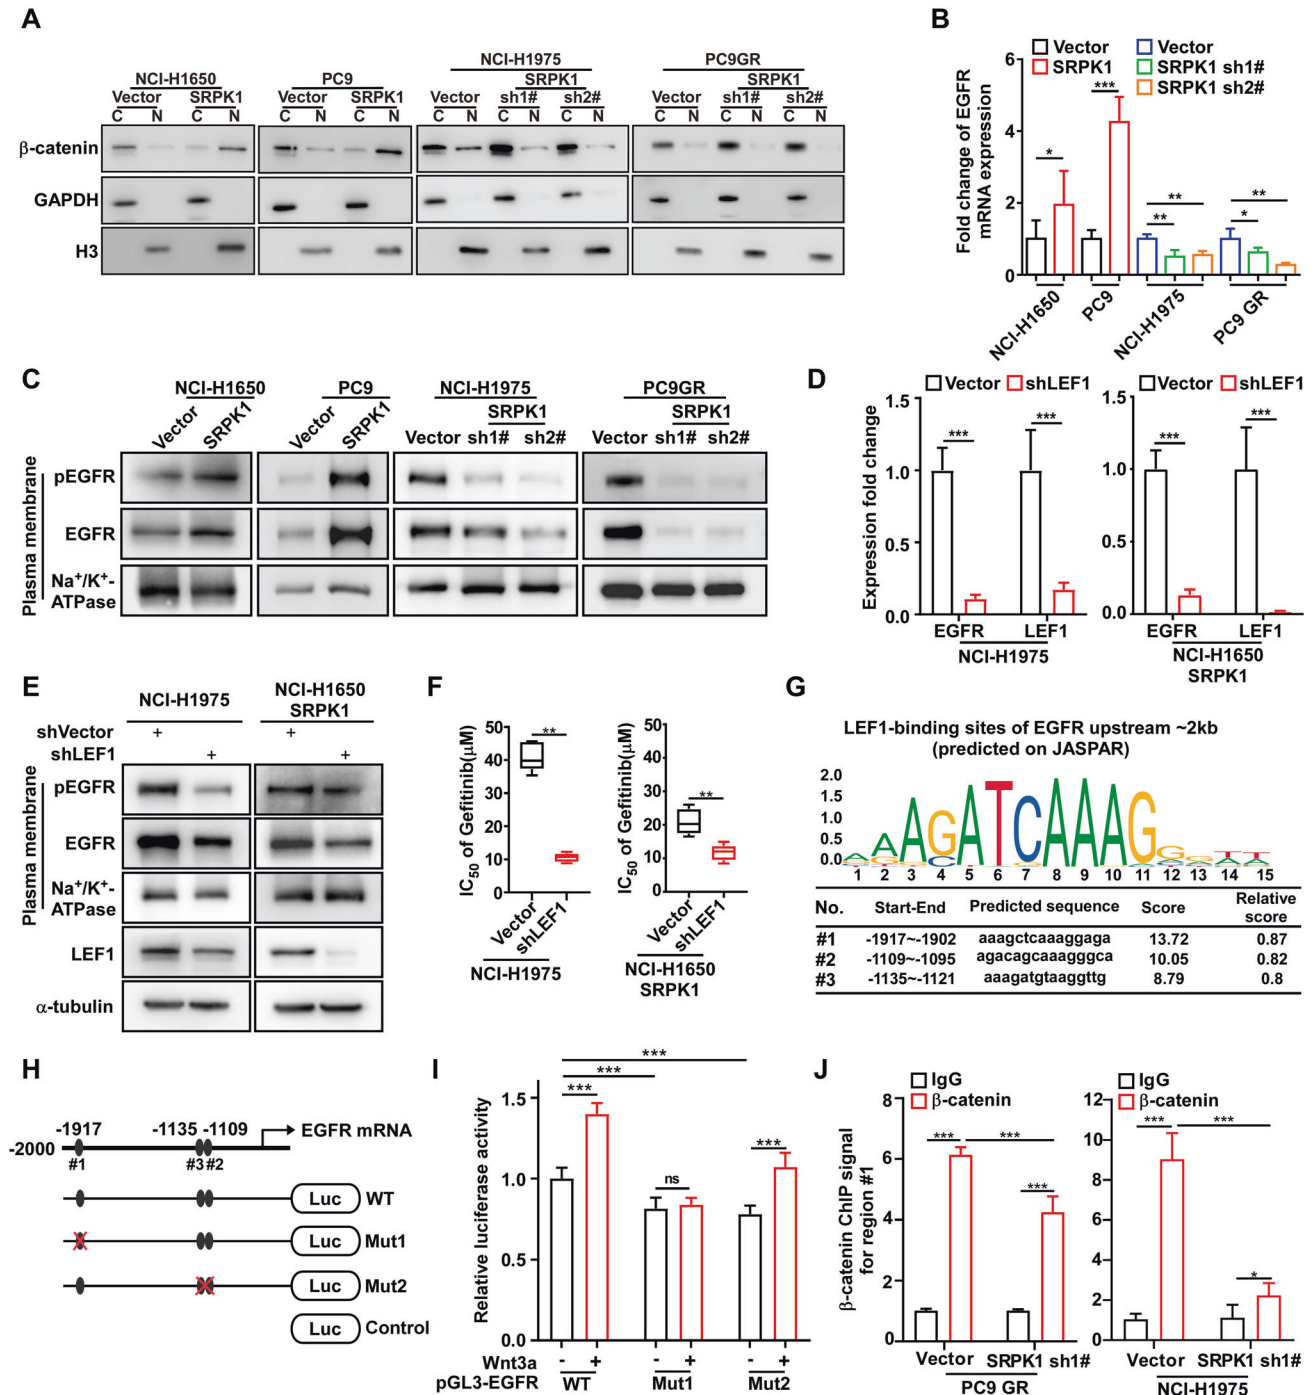 A
NCI-H1650
PC9
NCI-H1975
PC9GR
SRPK1
SRPK1
Vector SRPK1
Vector SRPK1
Vector sh1# sh2#
Vector sh1# sh2#
C N C N
C N C N
C N C N C N
C N C N C N
β-catenin
GAPDH
H3
B
Vector
SRPK1
Vector
SRPK1 sh1#
SRPK1 sh2#
Fold change of EGFR
mRNA expression
6
4
2
0
*
***
**
**
*
**
NCI-H1650
PC9
NCI-H1975
PC9 GR
C
NCI-H1650
PC9
NCI-H1975
PC9GR
SRPK1
SRPK1
Vector
SRPK1
Vector
SRPK1
Vector sh1# sh2#
Vector sh1# sh2#
Plasma membrane
pEGFR
EGFR
Na⁺/K⁺-
ATPase
D
Vector shLEF1
Vector shLEF1
Expression fold change
1.5
1.0
0.5
0.0
***
***
EGFR LEF1
NCI-H1975
1.5
1.0
0.5
0.0
***
***
EGFR LEF1
NCI-H1650
SRPK1
E
NCI-H1975
NCI-H1650
SRPK1
shVector + +
shLEF1 + +
Plasma membrane
pEGFR
EGFR
Na⁺/K⁺-
ATPase
LEF1
α-tubulin
F
IC50 of Gefitinib(μM)
50
40
30
20
10
0
**
Vector
shLEF1
NCI-H1975
IC50 of Gefitinib(μM)
50
40
30
20
10
0
**
Vector
shLEF1
NCI-H1650
SRPK1
G
LEF1-binding sites of EGFR upstream ~2kb
(predicted on JASPAR)
2.0
1.5
1.0
0.5
0.0
AAAGATCAAAG
1 2 3 4 5 6 7 8 9 10 11 12 13 14 15
No. Start-End Predicted sequence Score Relative score
#1 -1917~-1902 aaagctcaaaggaga 13.72 0.87
#2 -1109~-1095 agacagcaaagggca 10.05 0.82
#3 -1135~-1121 aaagatgtaaggttg 8.79 0.8
H
-1917 -1135 -1109
-2000
EGFR mRNA
#1 #3 #2
Luc WT
Luc Mut1
Luc Mut2
Luc Control
I
Relative luciferase activity
1.5
1.0
0.5
0.0
***
***
***
ns
***
Wnt3a - + - + - +
pGL3-EGFR WT Mut1 Mut2
J
IgG
β-catenin
IgG
β-catenin
β-catenin ChIP signal
for region #1
8
6
4
2
0
***
***
***
Vector SRPK1 sh1#
PC9 GR
12
10
8
6
4
2
0
***
***
*
Vector SRPK1 sh1#
NCI-H1975